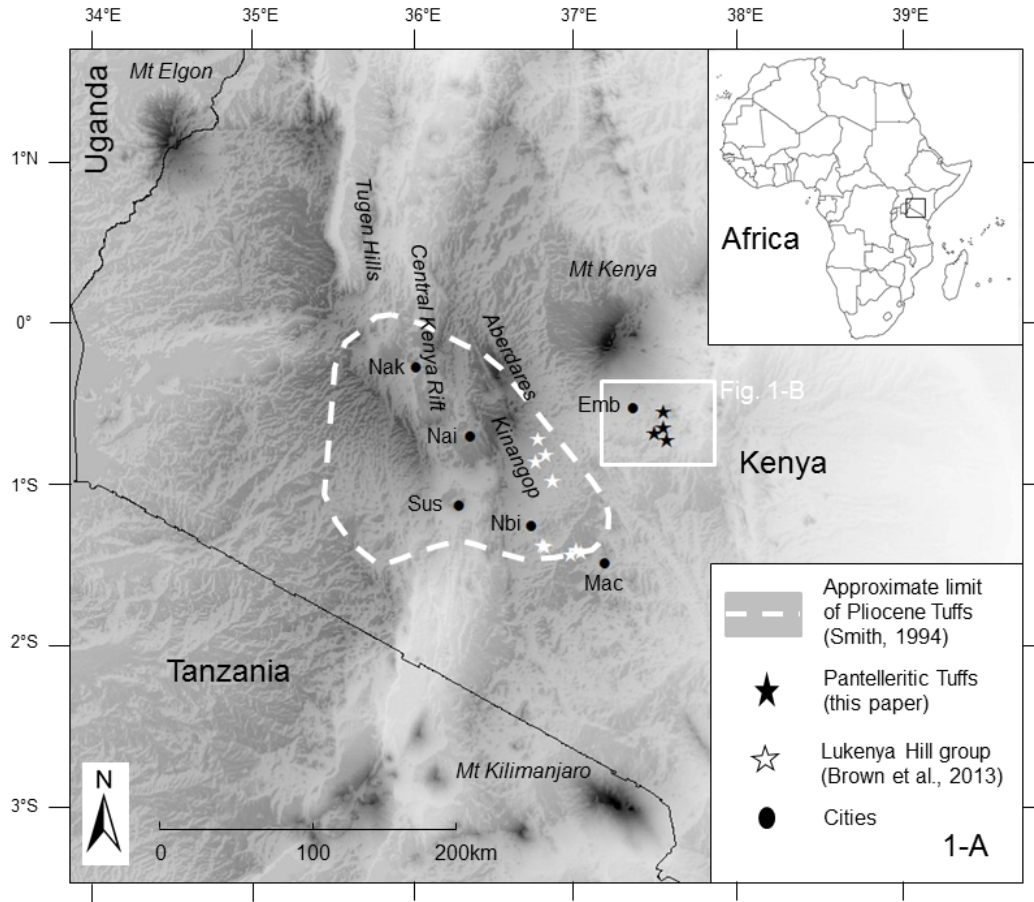 34°E
35°E
36°E
37°E
38°E
39°E
Mt Elgon
Uganda
1°N
Tugen Hills
Central Kenya Rift
Mt Kenya
Africa
0°
Aberdares
Nak
Emb
Fig. 1-B
Nai
Kinangop
Kenya
1°S
Sus
Nbi
Mac
Approximate limit
of Pliocene Tuffs
(Smith, 1994)
2°S
Tanzania
Pantelleritic Tuffs
(this paper)
Lukenya Hill group
(Brown et al., 2013)
Mt Kilimanjaro
N
3°S
Cities
0
100
200km
1-A